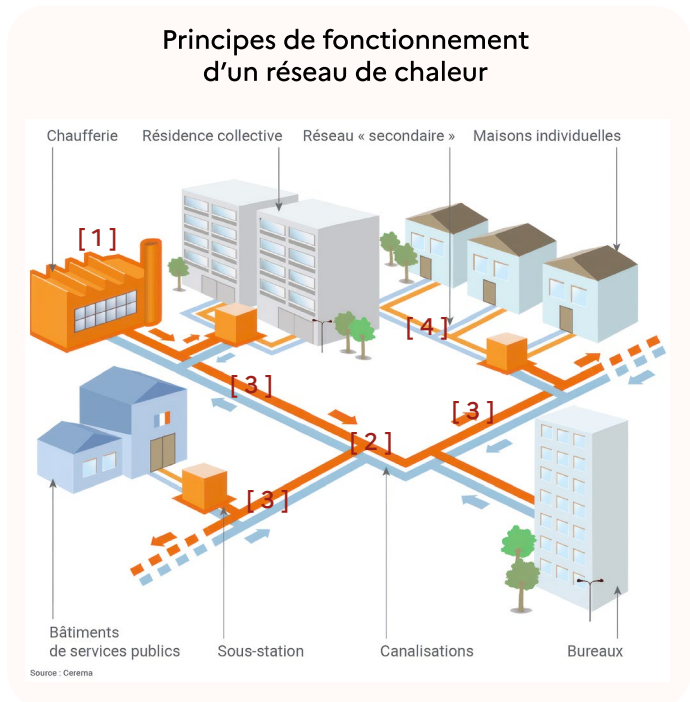 Principes de fonctionnement
d’un réseau de chaleur
Chaufferie
Résidence collective
Réseau « secondaire »
Maisons individuelles
[ 1 ]
[ 4 ]
[ 3 ]
[ 3 ]
[ 2 ]
[ 3 ]
Bâtiments
de services publics
Sous-station
Canalisations
Bureaux
Source : Cerema